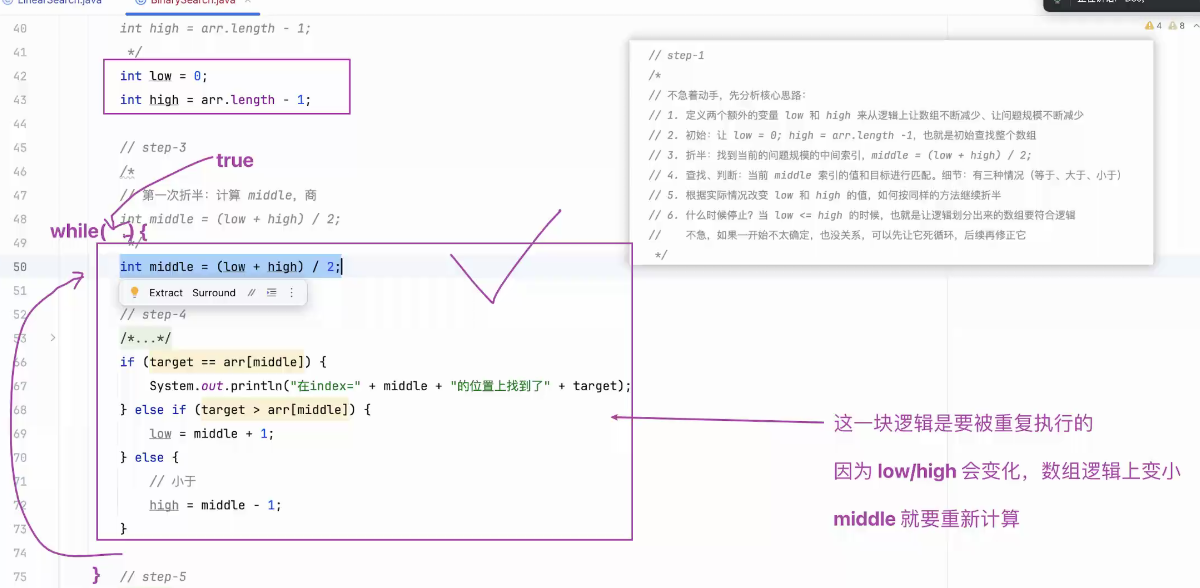 LinearSearch.java
BinarySearch.java
4
8
40 int high = arr.length - 1;
41 */
42 int low = 0;
43 int high = arr.length - 1;
44
45 // step-3
46 /*
47 // 第一次折半：计算 middle，商
48 int middle = (low + high) / 2;
49 */
50 int middle = (low + high) / 2;
51
Extract Surround //
52 // step-4
53 /*...*/
66 if (target == arr[middle]) {
67 System.out.println("在index=" + middle + "的位置上找到了" + target);
68 } else if (target > arr[middle]) {
69 low = middle + 1;
70 } else {
71 // 小于
72 high = middle - 1;
73 }
74
75 // step-5
true
while( ) {
}
// step-1
/*
// 不急着动手，先分析核心思路：
// 1. 定义两个额外的变量 low 和 high 来从逻辑上让数组不断减少、让问题规模不断减少
// 2. 初始：让 low = 0; high = arr.length -1，也就是初始查找整个数组
// 3. 折半：找到当前的问题规模的中间索引，middle = (low + high) / 2;
// 4. 查找、判断：当前 middle 索引的值和目标进行匹配。细节：有三种情况（等于、大于、小于）
// 5. 根据实际情况改变 low 和 high 的值，如何按同样的方法继续折半
// 6. 什么时候停止？当 low <= high 的时候，也就是让逻辑划分出来的数组要符合逻辑
// 不急，如果一开始不太确定，也没关系，可以先让它死循环，后续再修正它
*/
这一块逻辑是要被重复执行的
因为 low/high 会变化，数组逻辑上变小
middle 就要重新计算